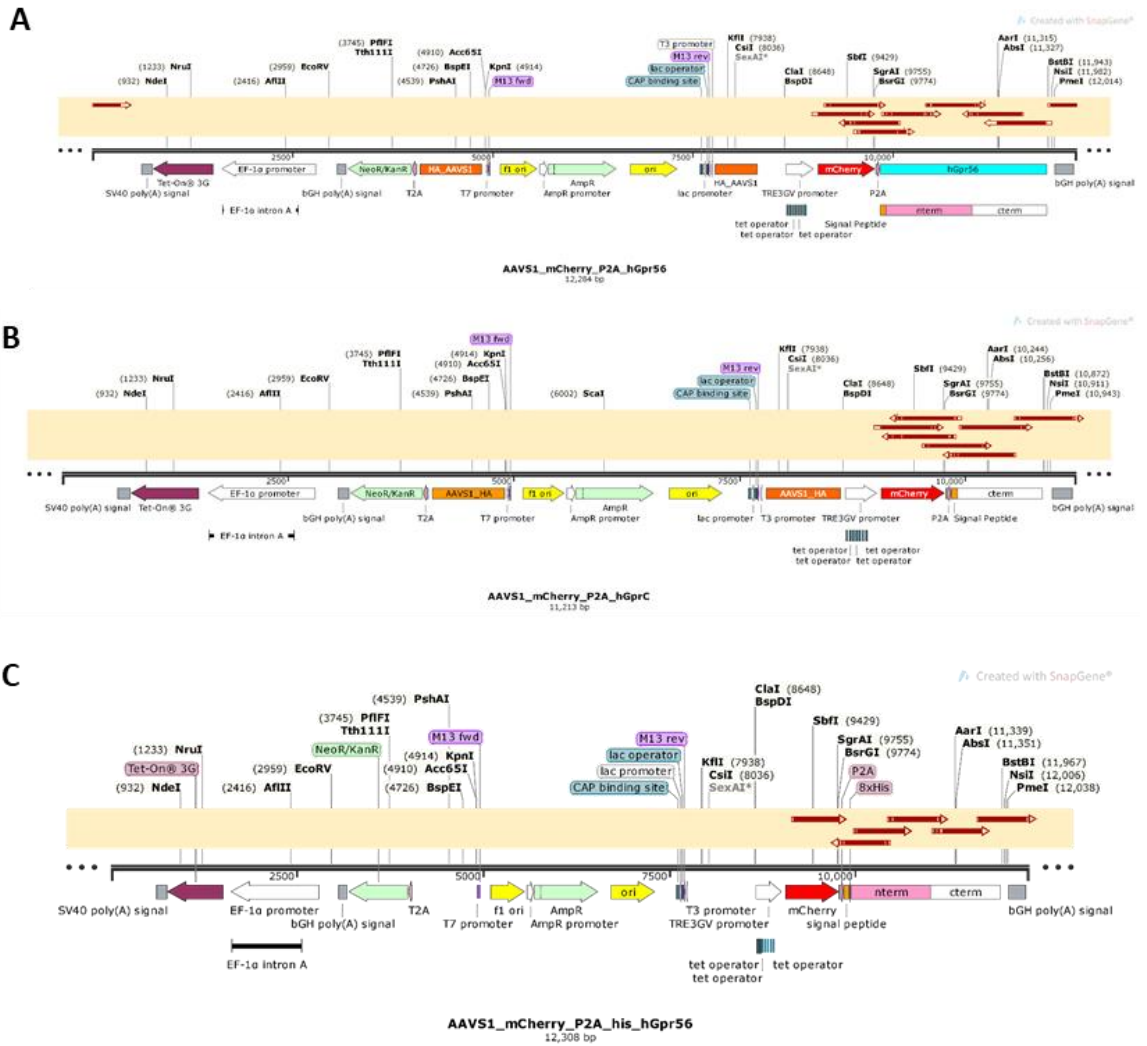 A
Created with SnapGene®
(3745) PflFI
Tth111I
(4910) Acc65I
T3 promoter
KflI (7938)
AarI (11,315)
(1233) NruI
(2959) EcoRV
(4726) BspEI
KpnI (4914)
M13 rev
CsiI (8036)
SbfI (9429)
AbsI (11,327)
lac operator
SexAI*
ClaI (8648)
SgrAI (9755)
BstBI (11,943)
(932) NdeI
(2416) AflII
(4539) PshAI
M13 fwd
CAP binding site
BspDI
BsrGI (9774)
NsiI (11,982)
PmeI (12,014)
2500
5000
7500
10,000
EF-1α promoter
NeoR/KanR
HA_AAVS1
f1 ori
ori
mCherry
hGpr56
Tet-On® 3G
bGH poly(A) signal
AmpR
lac promoter
HA_AAVS1
P2A
bGH poly(A) signal
SV40 poly(A) signal
T2A
T7 promoter
AmpR promoter
TRE3GV promoter
EF-1α intron A
nterm
cterm
tet operator
Signal Peptide
tet operator
tet operator
AAVS1_mCherry_P2A_hGpr56
12,284 bp
B
Created with SnapGene®
M13 fwd
(3745) PflFI
(4914) KpnI
KflI (7938)
AarI (10,244)
Tth111I
(4910) Acc65I
M13 rev
CsiI (8036)
SbfI (9429)
AbsI (10,256)
(1233) NruI
(2959) EcoRV
(4726) BspEI
lac operator
SexAI*
ClaI (8648)
SgrAI (9755)
BstBI (10,872)
(932) NdeI
(2416) AflII
(4539) PshAI
(6002) ScaI
CAP binding site
BspDI
BsrGI (9774)
NsiI (10,911)
PmeI (10,943)
2500
5000
7500
10,000
EF-1α promoter
NeoR/KanR
AAVS1_HA
f1 ori
ori
AAVS1_HA
mCherry
cterm
SV40 poly(A) signal
Tet-On® 3G
bGH poly(A) signal
T2A
T7 promoter
AmpR
AmpR promoter
lac promoter
T3 promoter
TRE3GV promoter
P2A
Signal Peptide
bGH poly(A) signal
EF-1α intron A
tet operator
tet operator
tet operator
tet operator
AAVS1_mCherry_P2A_hGprC
11,213 bp
C
Created with SnapGene®
(4539) PshAI
ClaI (8648)
BspDI
(3745) PflFI
Tth111I
SbfI (9429)
(1233) NruI
NeoR/KanR
M13 fwd
M13 rev
SgrAI (9755)
AarI (11,339)
Tet-On® 3G
(2959) EcoRV
(4914) KpnI
lac operator
KflI (7938)
BsrGI (9774)
AbsI (11,351)
(4910) Acc65I
lac promoter
CsiI (8036)
P2A
BstBI (11,967)
(932) NdeI
(2416) AflII
(4726) BspEI
CAP binding site
SexAI*
8xHis
NsiI (12,006)
PmeI (12,038)
2500
5000
7500
10,000
f1 ori
ori
nterm
cterm
SV40 poly(A) signal
EF-1α promoter
T2A
AmpR
T3 promoter
mCherry
bGH poly(A) signal
bGH poly(A) signal
T7 promoter
AmpR promoter
TRE3GV promoter
signal peptide
EF-1α intron A
tet operator
tet operator
tet operator
AAVS1_mCherry_P2A_his_hGpr56
12,308 bp